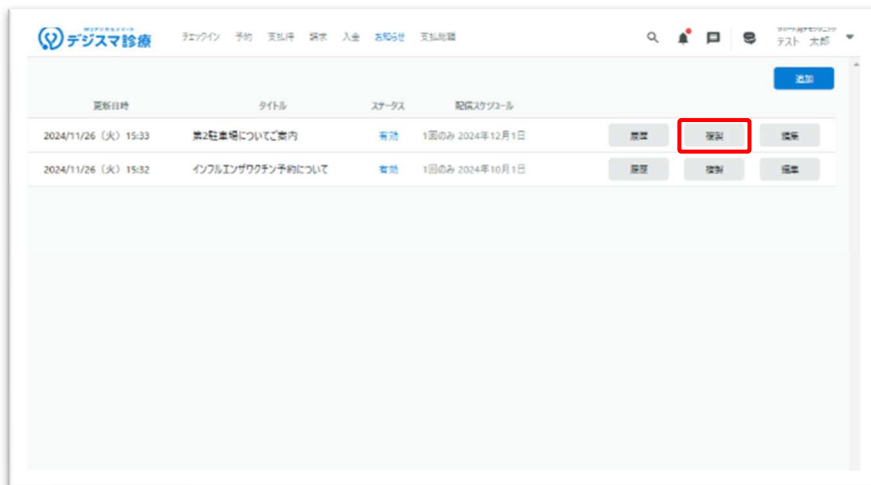 デジスマ診療
チェックイン 予約 支払待 請求 入金 お知らせ 支払総額
テスト 太郎
追加
更新日時 タイトル ステータス 配信スケジュール
2024/11/26（火）15:33 第2駐車場についてご案内 有効 1回のみ 2024年12月1日 履歴 複製 編集
2024/11/26（火）15:32 インフルエンザワクチン予約について 有効 1回のみ 2024年10月1日 履歴 複製 編集